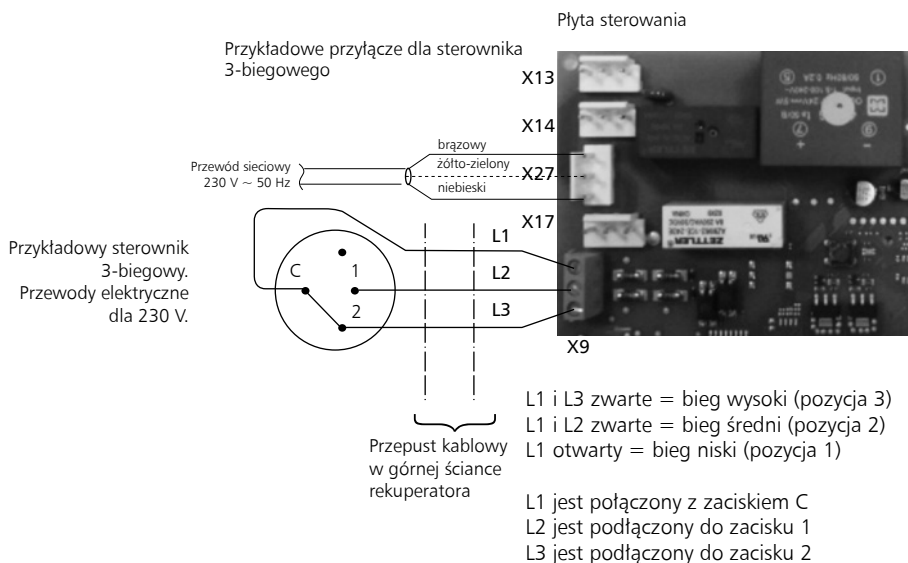 Płyta sterowania
Przykładowe przyłącze dla sterownika
3-biegowego
X13
X14
brązowy
Przewód sieciowy
230 V ~ 50 Hz
żółto-zielony
X27
niebieski
X17
L1
Przykładowy sterownik
3-biegowy.
Przewody elektryczne
dla 230 V.
C
1
2
L2
L3
X9
ZETTLER
Przepust kablowy
w górnej ściance
rekuperatora
L1 i L3 zwarte = bieg wysoki (pozycja 3)
L1 i L2 zwarte = bieg średni (pozycja 2)
L1 otwarty = bieg niski (pozycja 1)
L1 jest połączony z zaciskiem C
L2 jest podłączony do zacisku 1
L3 jest podłączony do zacisku 2